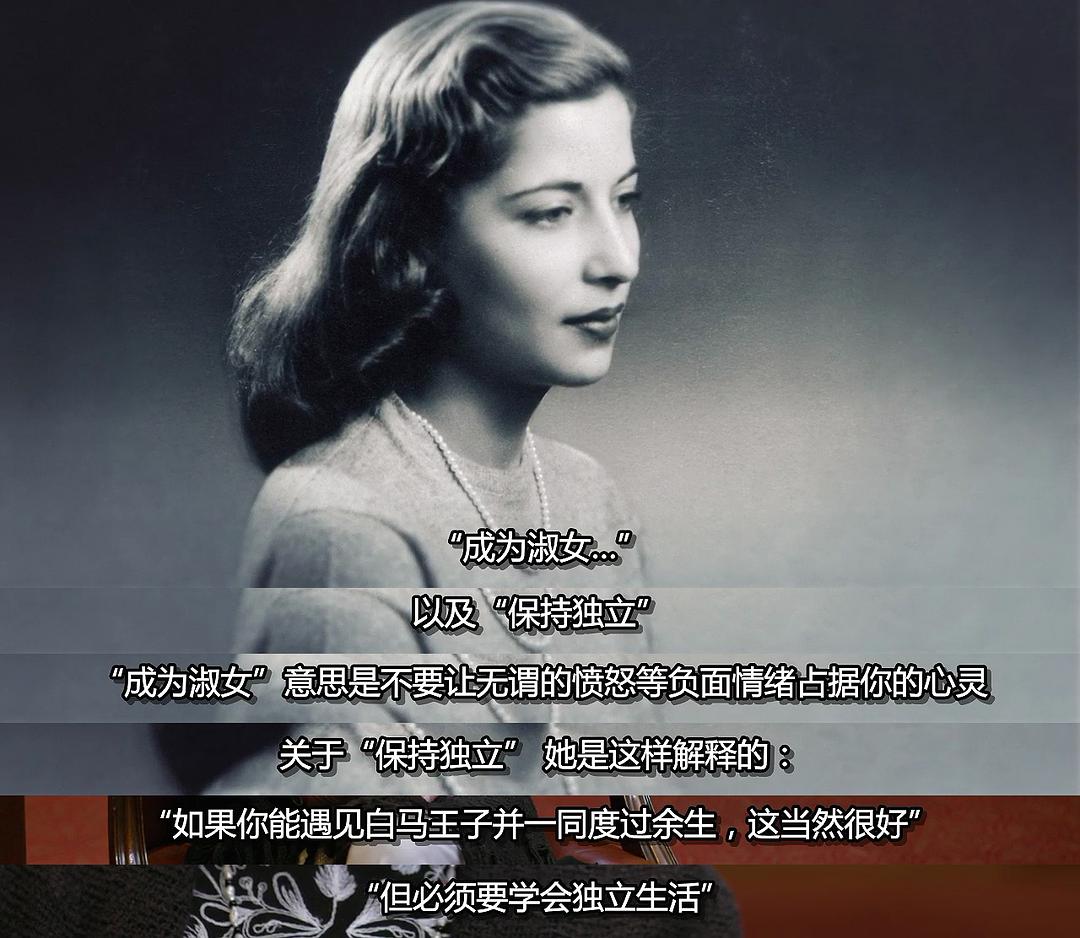 “成为淑女…”
以及“保持独立”
“成为淑女”意思是不要让无谓的愤怒等负面情绪占据你的心灵
关于“保持独立” 她是这样解释的：
“如果你能遇见白马王子并一同度过余生，这当然很好”
“但必须要学会独立生活”